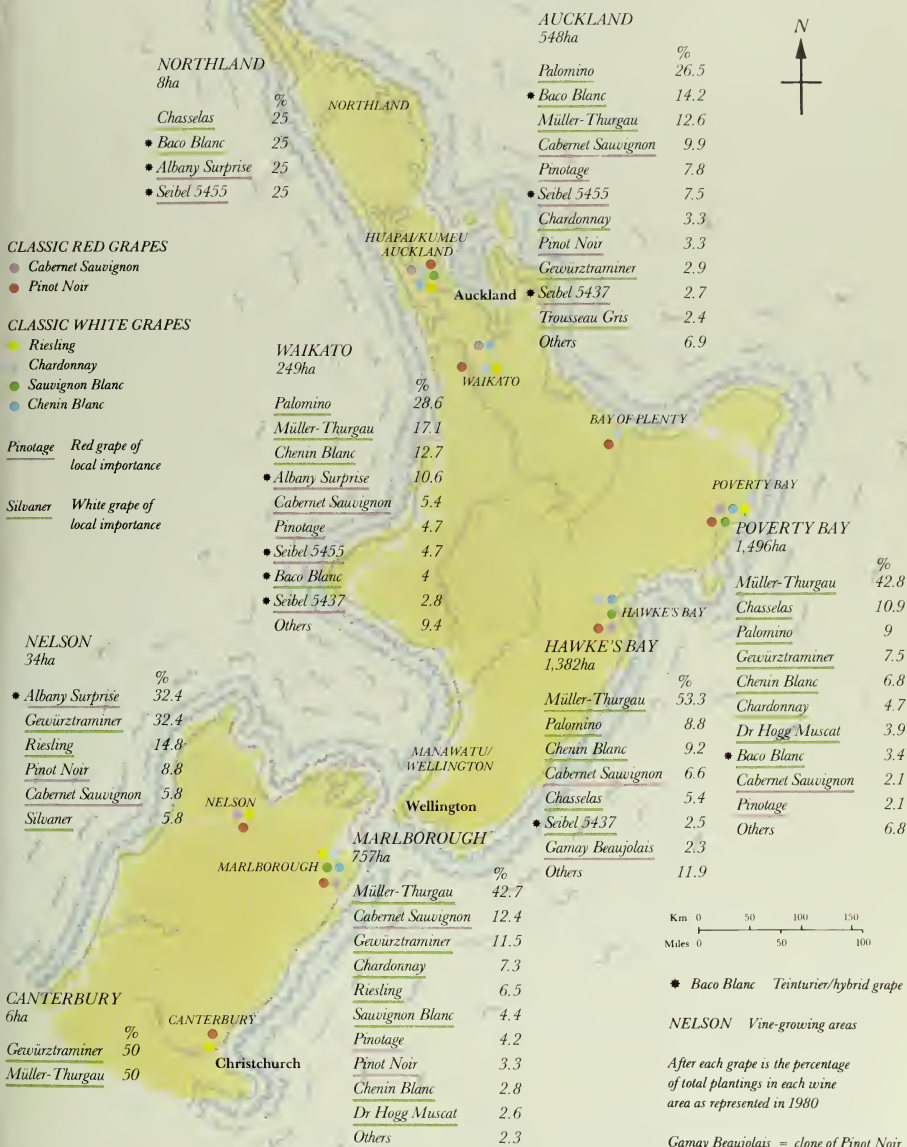 AUCKLAND
548ha
%
Palomino 26.5
* Baco Blanc 14.2
Müller-Thurgau 12.6
Cabernet Sauvignon 9.9
Pinotage 7.8
* Seibel 5455 7.5
Chardonnay 3.3
Pinot Noir 3.3
Gewürztraminer 2.9
* Seibel 5437 2.7
Trousseau Gris 2.4
Others 6.9
N
NORTHLAND
8ha
%
Chasselas 25
* Baco Blanc 25
* Albany Surprise 25
* Seibel 5455 25
NORTHLAND
HUAPAI/KUMEU
AUCKLAND
Auckland
CLASSIC RED GRAPES
Cabernet Sauvignon
Pinot Noir
CLASSIC WHITE GRAPES
Riesling
Chardonnay
Sauvignon Blanc
Chenin Blanc
Pinotage Red grape of
local importance
Silvaner White grape of
local importance
WAIKATO
249ha
%
Palomino 28.6
Müller-Thurgau 17.1
Chenin Blanc 12.7
* Albany Surprise 10.6
Cabernet Sauvignon 5.4
Pinotage 4.7
* Seibel 5455 4.7
* Baco Blanc 4
* Seibel 5437 2.8
Others 9.4
WAIKATO
BAY OF PLENTY
POVERTY BAY
POVERTY BAY
1,496ha
%
Müller-Thurgau 42.8
Chasselas 10.9
Palomino 9
Gewürztraminer 7.5
Chenin Blanc 6.8
Chardonnay 4.7
Dr Hogg Muscat 3.9
* Baco Blanc 3.4
Cabernet Sauvignon 2.1
Pinotage 2.1
Others 6.8
HAWKE'S BAY
HAWKE'S BAY
1,382ha
%
Müller-Thurgau 53.3
Palomino 8.8
Chenin Blanc 9.2
Cabernet Sauvignon 6.6
Chasselas 5.4
* Seibel 5437 2.5
Gamay Beaujolais 2.3
Others 11.9
NELSON
34ha
%
* Albany Surprise 32.4
Gewürztraminer 32.4
Riesling 14.8
Pinot Noir 8.8
Cabernet Sauvignon 5.8
Silvaner 5.8
NELSON
MANAWATU/
WELLINGTON
Wellington
MARLBOROUGH
MARLBOROUGH
757ha
%
Müller-Thurgau 42.7
Cabernet Sauvignon 12.4
Gewürztraminer 11.5
Chardonnay 7.3
Riesling 6.5
Sauvignon Blanc 4.4
Pinotage 4.2
Pinot Noir 3.3
Chenin Blanc 2.8
Dr Hogg Muscat 2.6
Others 2.3
CANTERBURY
6ha
%
Gewürztraminer 50
Müller-Thurgau 50
CANTERBURY
Christchurch
Km 0 50 100 150
Miles 0 50 100
* Baco Blanc Teinturier/hybrid grape
NELSON Vine-growing areas
After each grape is the percentage
of total plantings in each wine
area as represented in 1980
Gamay Beaujolais = clone of Pinot Noir